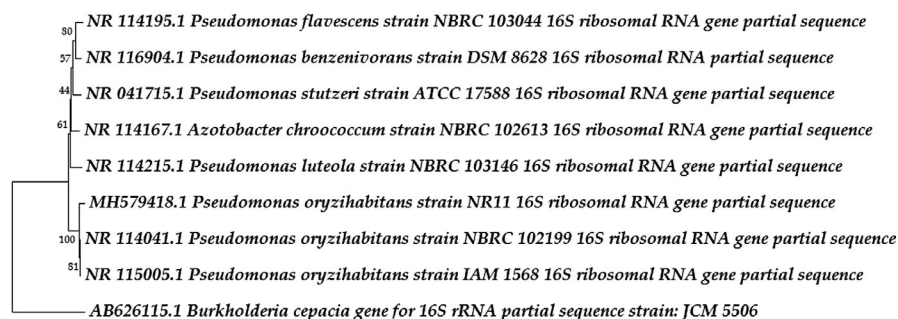 NR 114195.1 Pseudomonas flavescens strain NBRC 103044 16S ribosomal RNA gene partial sequence
80
57
NR 116904.1 Pseudomonas benzenivorans strain DSM 8628 16S ribosomal RNA partial sequence
44
NR 041715.1 Pseudomonas stutzeri strain ATCC 17588 16S ribosomal RNA gene partial sequence
61
NR 114167.1 Azotobacter chroococcum strain NBRC 102613 16S ribosomal RNA gene partial sequence
NR 114215.1 Pseudomonas luteola strain NBRC 103146 16S ribosomal RNA gene partial sequence
MH579418.1 Pseudomonas oryzihabitans strain NR11 16S ribosomal RNA gene partial sequence
100
NR 114041.1 Pseudomonas oryzihabitans strain NBRC 102199 16S ribosomal RNA gene partial sequence
81
NR 115005.1 Pseudomonas oryzihabitans strain IAM 1568 16S ribosomal RNA gene partial sequence
AB626115.1 Burkholderia cepacia gene for 16S rRNA partial sequence strain: JCM 5506